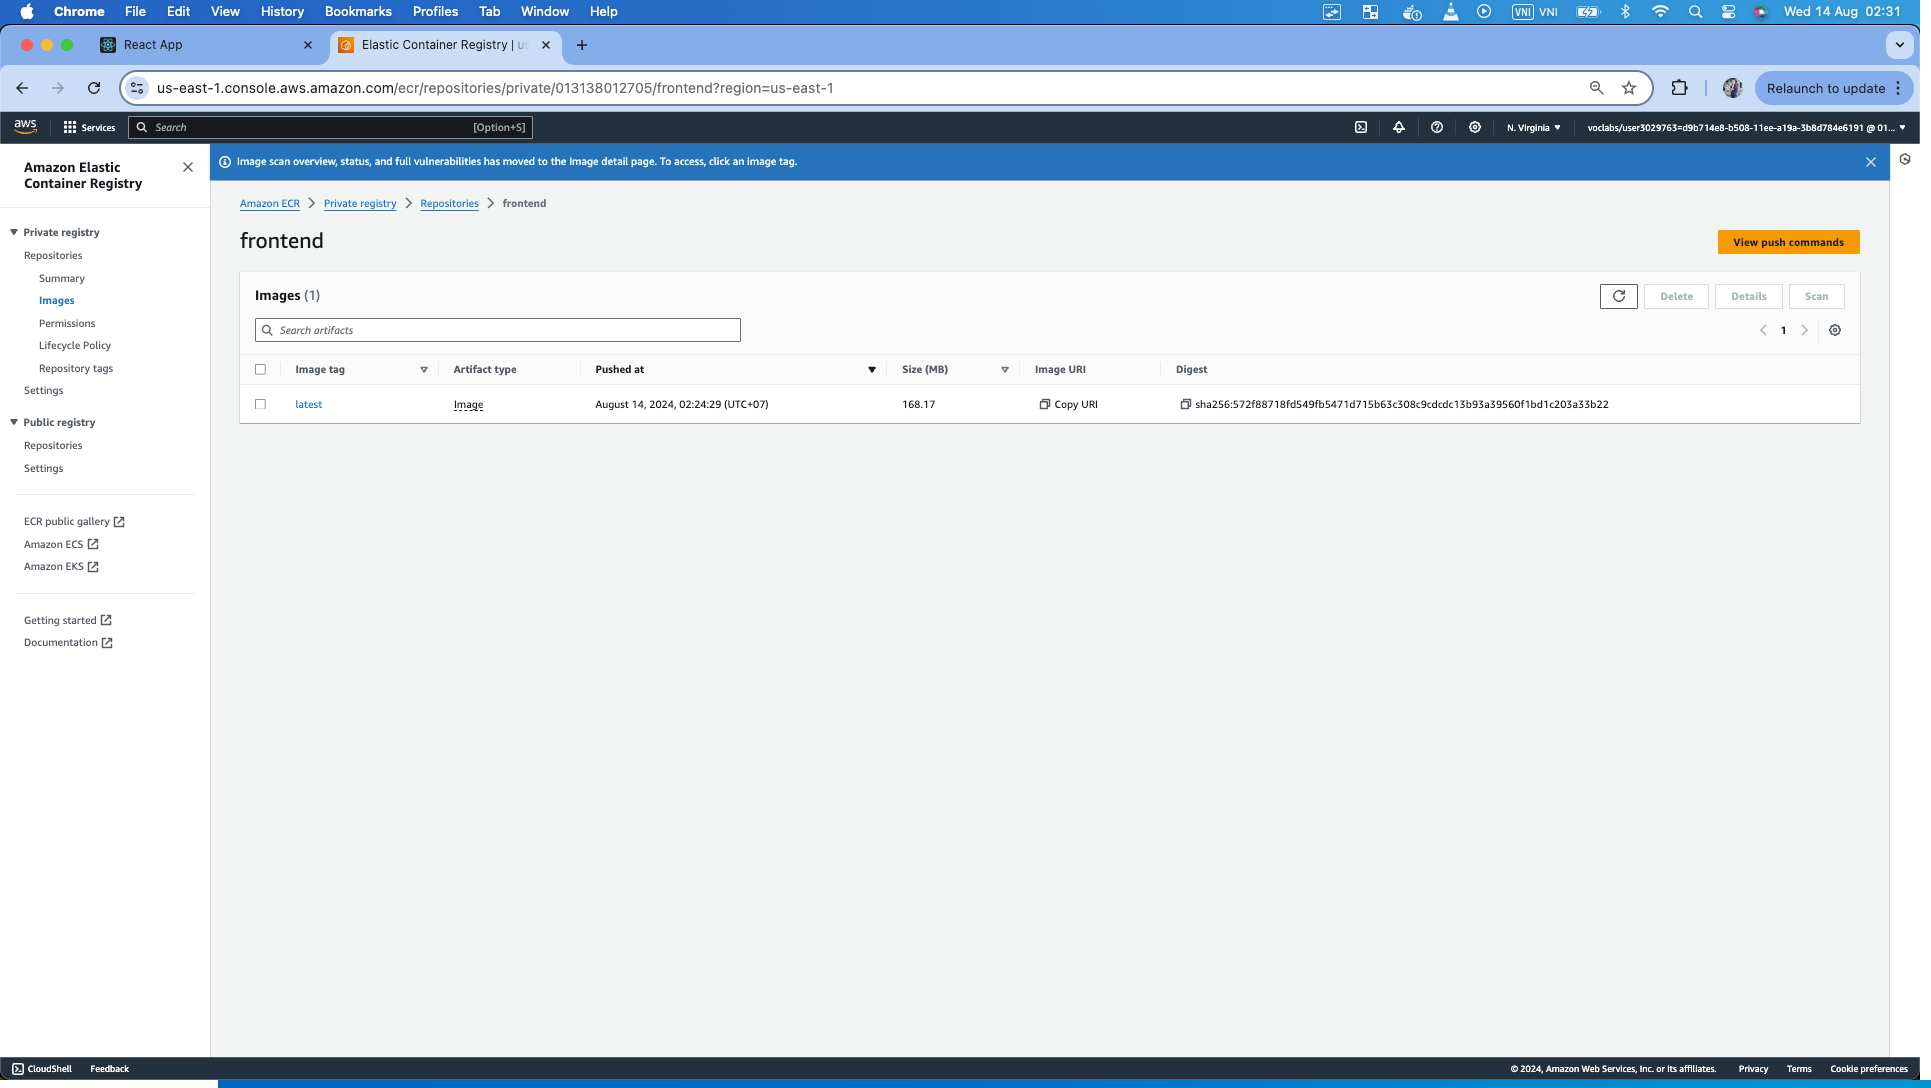 Chrome File Edit View History Bookmarks Profiles Tab Window Help VNI VNI Wed 14 Aug 02:31
React App Elastic Container Registry | us
us-east-1.console.aws.amazon.com/ecr/repositories/private/013138012705/frontend?region=us-east-1 Relaunch to update
aws Services Search [Option+S] N. Virginia voclabs/user3029763=d9b714e8-b508-11ee-a19a-3b8d784e6191 @ 01...
Amazon Elastic
Container Registry
Private registry
Repositories
Summary
Images
Permissions
Lifecycle Policy
Repository tags
Settings
Public registry
Repositories
Settings
ECR public gallery
Amazon ECS
Amazon EKS
Getting started
Documentation
Image scan overview, status, and full vulnerabilities has moved to the Image detail page. To access, click an image tag.
Amazon ECR Private registry Repositories frontend
frontend View push commands
Images (1) Delete Details Scan
Search artifacts 1
Image tag Artifact type Pushed at Size (MB) Image URI Digest
latest Image August 14, 2024, 02:24:29 (UTC+07) 168.17 Copy URI sha256:572f88718fd549fb5471d715b63c308c9cdcdc13b93a39560f1bd1c203a33b22
CloudShell Feedback © 2024, Amazon Web Services, Inc. or its affiliates. Privacy Terms Cookie preferences